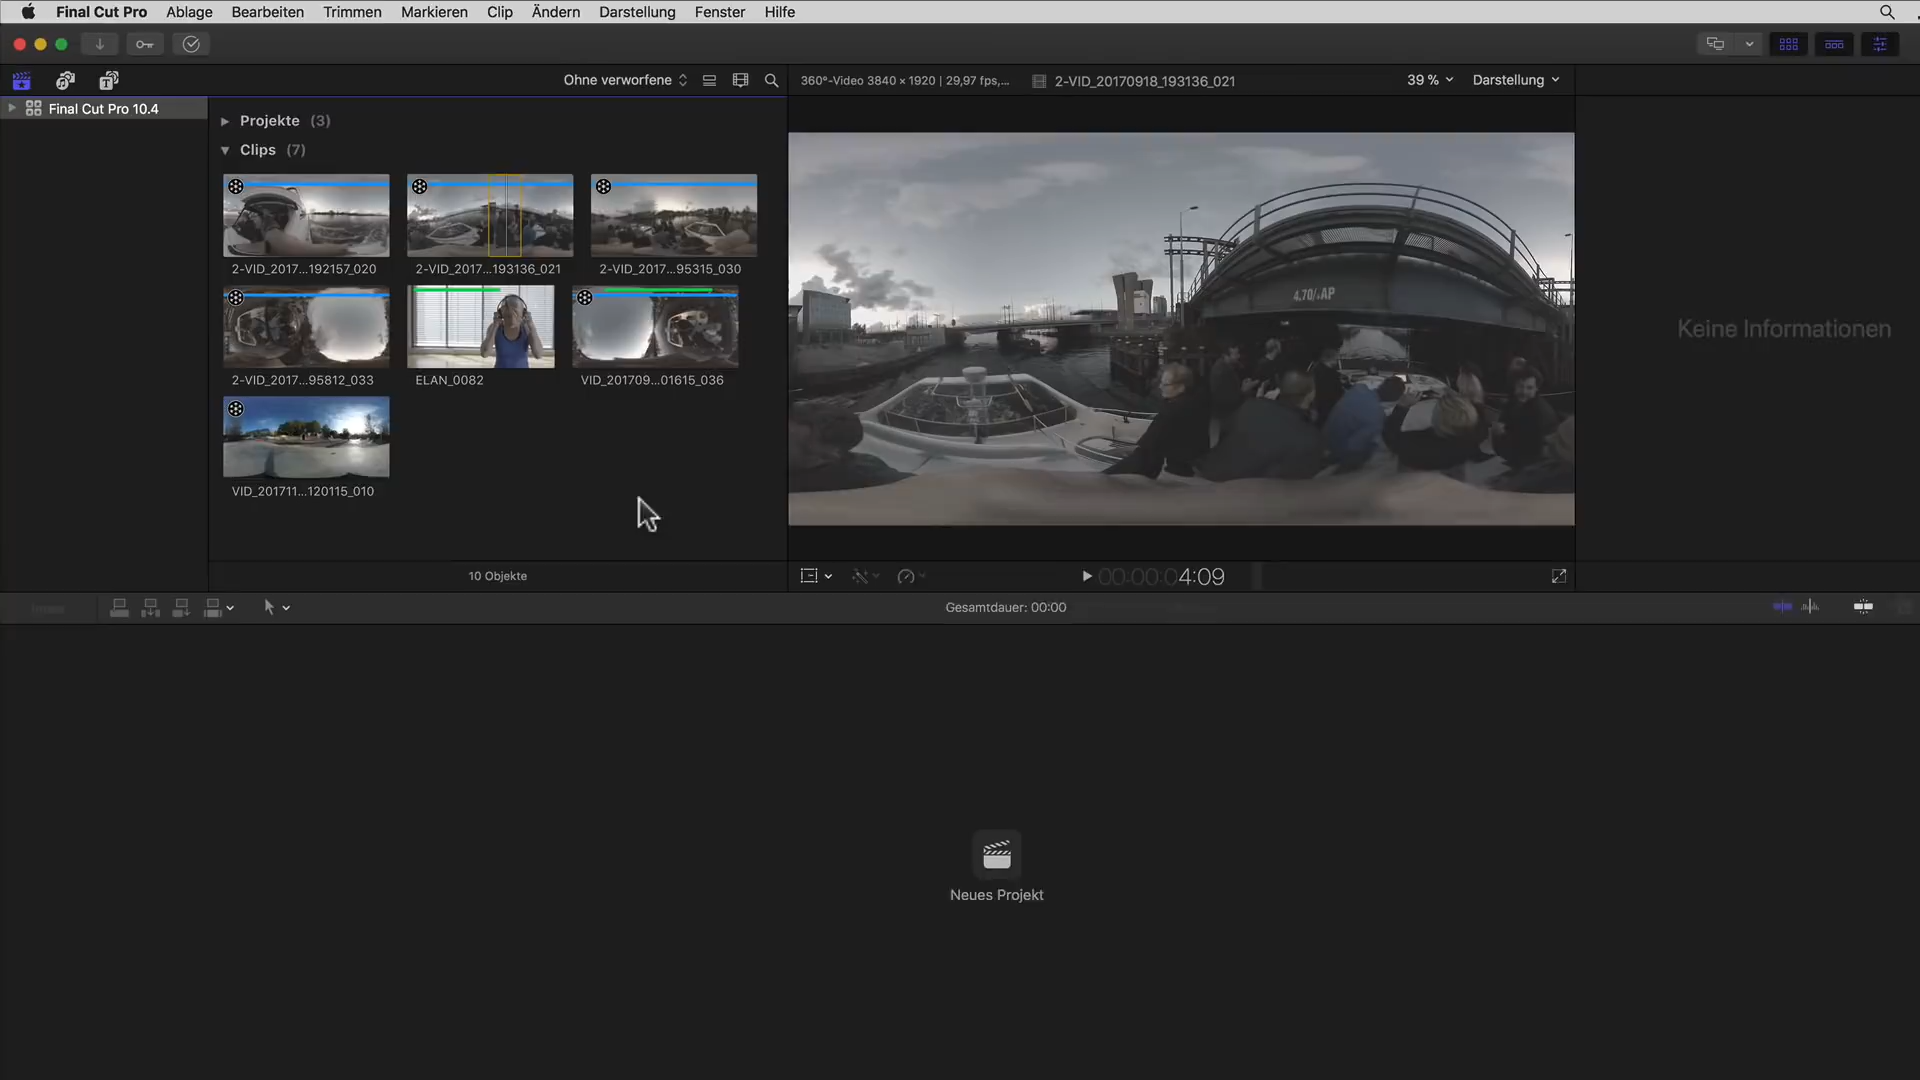 Final Cut Pro Ablage Bearbeiten Trimmen Markieren Clip Ändern Darstellung Fenster Hilfe
Ohne verworfene
360°-Video 3840 × 1920 | 29,97 fps,...
2-VID_20170918_193136_021
39 %
Darstellung
Final Cut Pro 10.4
Projekte (3)
Clips (7)
2-VID_2017...192157_020
2-VID_2017...193136_021
2-VID_2017...95315_030
4.70/.AP
Keine Informationen
2-VID_2017...95812_033
ELAN_0082
VID_201709...01615_036
VID_201711...120115_010
10 Objekte
00:00:04:09
Gesamtdauer: 00:00
Neues Projekt